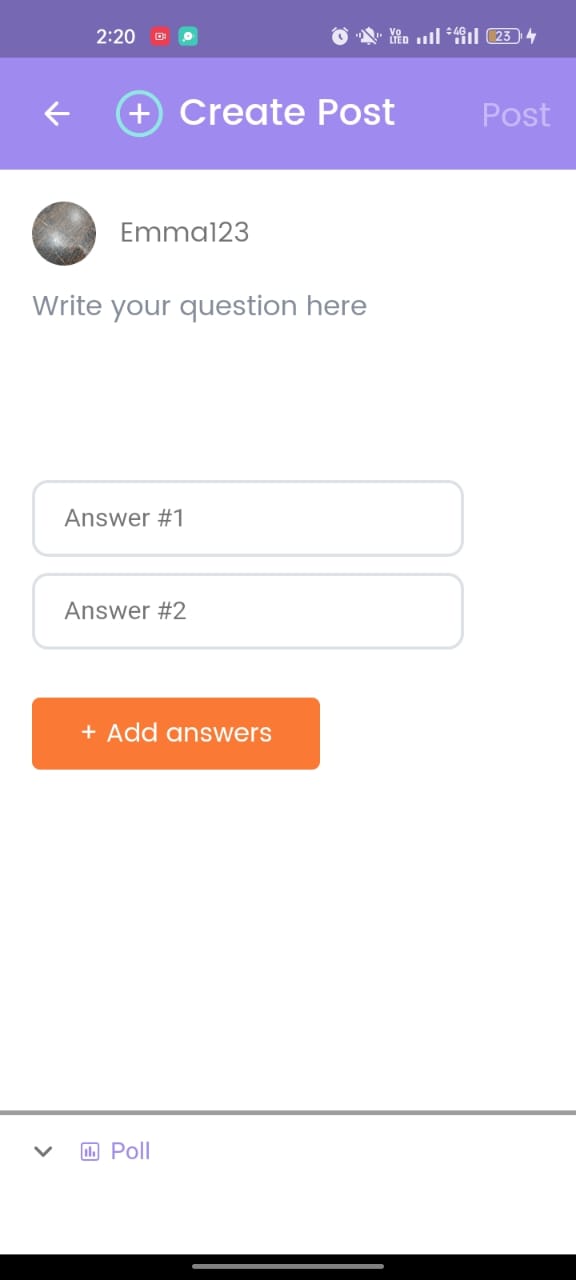 2:20 Vo LTED 4G 23
Create Post Post
Emma123
Write your question here
Answer #1
Answer #2
+ Add answers
Poll